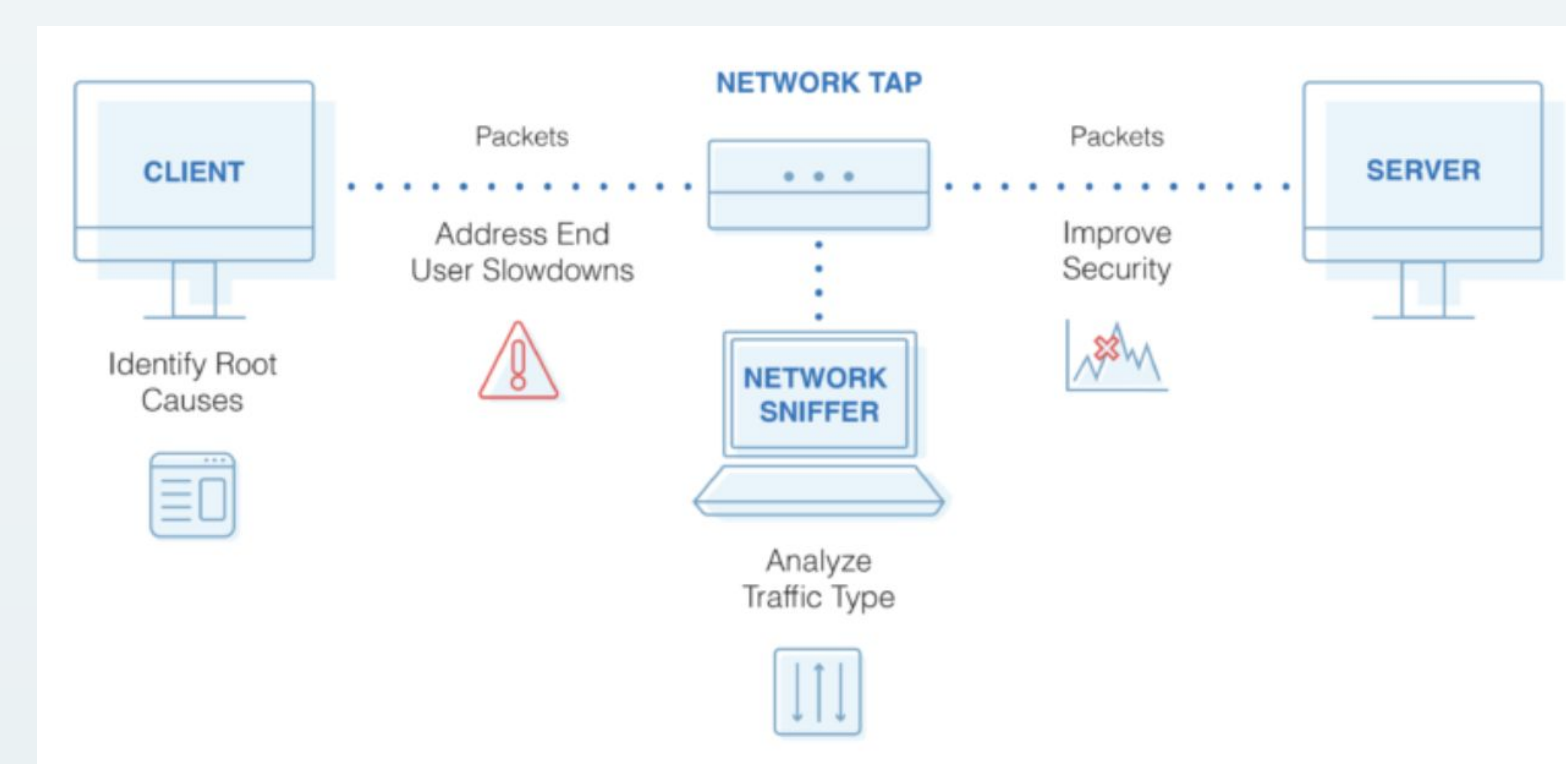 NETWORK TAP
CLIENT
Packets
Packets
SERVER
Address End
User Slowdowns
Improve
Security
Identify Root
Causes
NETWORK
SNIFFER
Analyze
Traffic Type